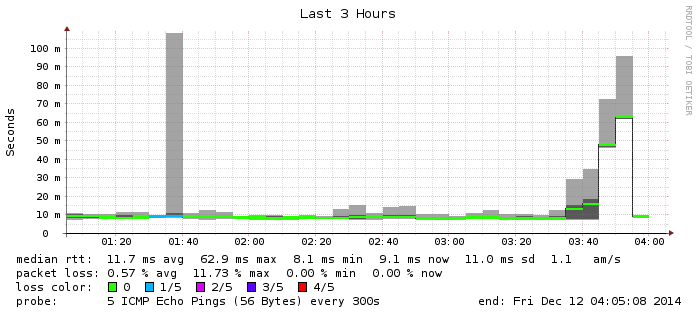 Last 3 Hours
RRDTOOL / TOBI OETIKER
Seconds
100 m
90 m
80 m
70 m
60 m
50 m
40 m
30 m
20 m
10 m
0
01:20 01:40 02:00 02:20 02:40 03:00 03:20 03:40 04:00
median rtt: 11.7 ms avg 62.9 ms max 8.1 ms min 9.1 ms now 11.0 ms sd 1.1 am/s
packet loss: 0.57 % avg 11.73 % max 0.00 % min 0.00 % now
loss color: 0 1/5 2/5 3/5 4/5
probe: 5 ICMP Echo Pings (56 Bytes) every 300s end: Fri Dec 12 04:05:08 2014